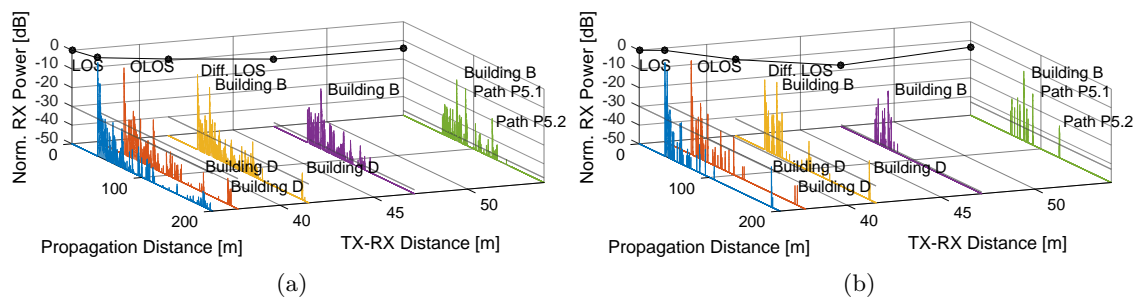 Norm. RX Power [dB]
0
-10
-20
-30
-40
-50
0
100
200
Propagation Distance [m]
40
45
50
TX-RX Distance [m]
LOS
OLOS
Diff. LOS
Building B
Building B
Building B
Path P5.1
Path P5.2
Building D
Building D
Building D
(a)
Norm. RX Power [dB]
0
-10
-20
-30
-40
-50
0
100
200
Propagation Distance [m]
40
45
50
TX-RX Distance [m]
LOS
OLOS
Diff. LOS
Building B
Building B
Building B
Path P5.1
Path P5.2
Building D
Building D
Building D
(b)